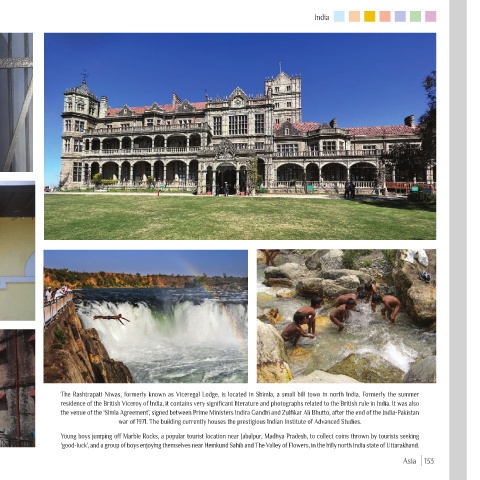 India
The Rashtrapati Niwas, formerly known as Viceregal Lodge, is located in Shimla, a small hill town in north India. Formerly the summer
residence of the British Viceroy of India, it contains very significant literature and photographs related to the British rule in India. It was also
the venue of the 'Simla Agreement', signed between Prime Ministers Indira Gandhi and Zulfikar Ali Bhutto, after the end of the India-Pakistan
war of 1971. The building currently houses the prestigious Indian Institute of Advanced Studies.
Young boys jumping off Marble Rocks, a popular tourist location near Jabalpur, Madhya Pradesh, to collect coins thrown by tourists seeking
'good-luck', and a group of boys enjoying themselves near Hemkund Sahib and The Valley of Flowers, in the hilly north India state of Uttarakhand.
Asia 153